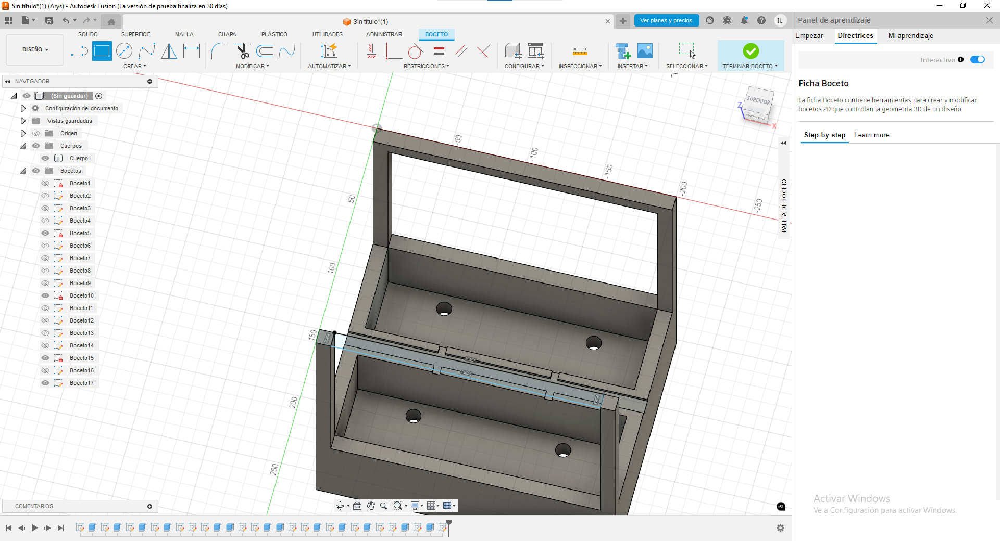 Sin título*(1) (Arys) - Autodesk Fusion (La versión de prueba finaliza en 30 días)
Sin título*(1)
Ver planes y precios
IL
Panel de aprendizaje
DISEÑO
SOLIDO
SUPERFICIE
MALLA
CHAPA
PLÁSTICO
UTILIDADES
ADMINISTRAR
BOCETO
CREAR
MODIFICAR
AUTOMATIZAR
RESTRICCIONES
CONFIGURAR
INSPECCIONAR
INSERTAR
SELECCIONAR
TERMINAR BOCETO
Empezar
Directrices
Mi aprendizaje
Interactivo
Ficha Boceto
La ficha Boceto contiene herramientas para crear y modificar
bocetos 2D que controlan la geometría 3D de un diseño.
Step-by-step
Learn more
NAVEGADOR
(Sin guardar)
Configuración del documento
Vistas guardadas
Origen
Cuerpos
Cuerpo1
Bocetos
Boceto1
Boceto2
Boceto3
Boceto4
Boceto5
Boceto6
Boceto7
Boceto8
Boceto9
Boceto10
Boceto11
Boceto12
Boceto13
Boceto14
Boceto15
Boceto16
Boceto17
-50
-100
-150
-200
-250
50
100
150
200
250
SUPERIOR
FRONTAL
Z
X
PALETA DE BOCETO
COMENTARIOS
Activar Windows
Ve a Configuración para activar Windows.